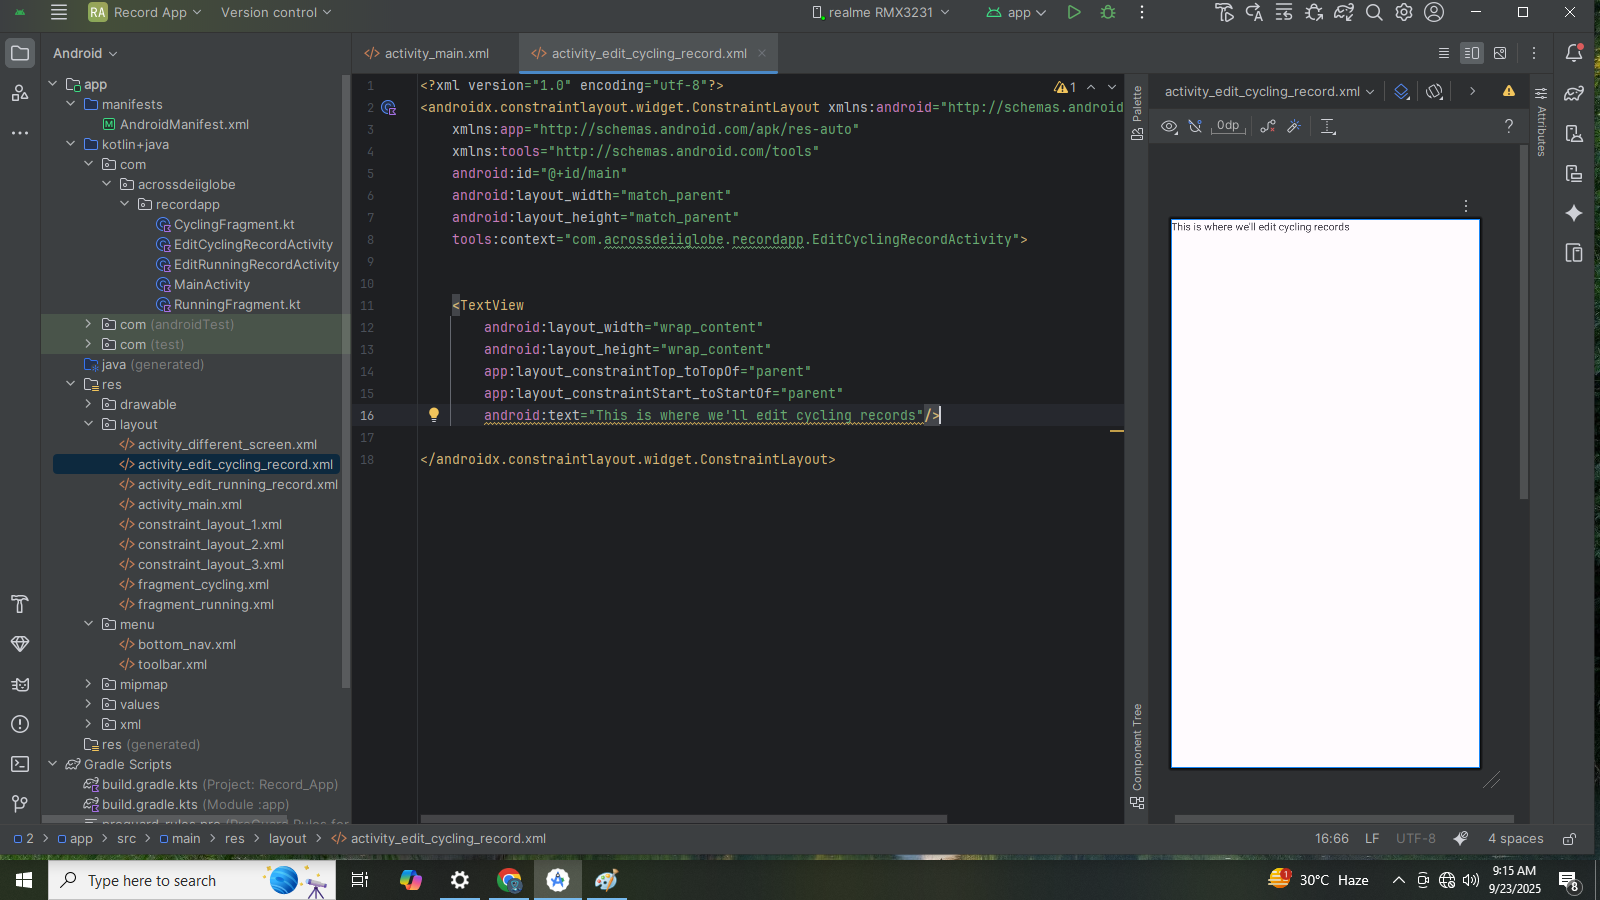 RA Record App Version control realme RMX3231 app
Android
activity_main.xml activity_edit_cycling_record.xml
app
manifests
AndroidManifest.xml
kotlin+java
com
acrossdeiiglobe
recordapp
CyclingFragment.kt
EditCyclingRecordActivity
EditRunningRecordActivity
MainActivity
RunningFragment.kt
com (androidTest)
com (test)
java (generated)
res
drawable
layout
activity_different_screen.xml
activity_edit_cycling_record.xml
activity_edit_running_record.xml
activity_main.xml
constraint_layout_1.xml
constraint_layout_2.xml
constraint_layout_3.xml
fragment_cycling.xml
fragment_running.xml
menu
bottom_nav.xml
toolbar.xml
mipmap
values
xml
res (generated)
Gradle Scripts
build.gradle.kts (Project: Record_App)
build.gradle.kts (Module :app)
1 <?xml version="1.0" encoding="utf-8"?>
2 <androidx.constraintlayout.widget.ConstraintLayout xmlns:android="http://schemas.android
3 xmlns:app="http://schemas.android.com/apk/res-auto"
4 xmlns:tools="http://schemas.android.com/tools"
5 android:id="@+id/main"
6 android:layout_width="match_parent"
7 android:layout_height="match_parent"
8 tools:context="com.acrossdeiiglobe.recordapp.EditCyclingRecordActivity">
9
10
11 <TextView
12 android:layout_width="wrap_content"
13 android:layout_height="wrap_content"
14 app:layout_constraintTop_toTopOf="parent"
15 app:layout_constraintStart_toStartOf="parent"
16 android:text="This is where we'll edit cycling records"/>
17
18 </androidx.constraintlayout.widget.ConstraintLayout>
1
Palette
Component Tree
activity_edit_cycling_record.xml
0dp ?
This is where we'll edit cycling records
Attributes
2 app src main res layout activity_edit_cycling_record.xml 16:66 LF UTF-8 4 spaces
Type here to search 1 30°C Haze 9:15 AM
9/23/2025 8